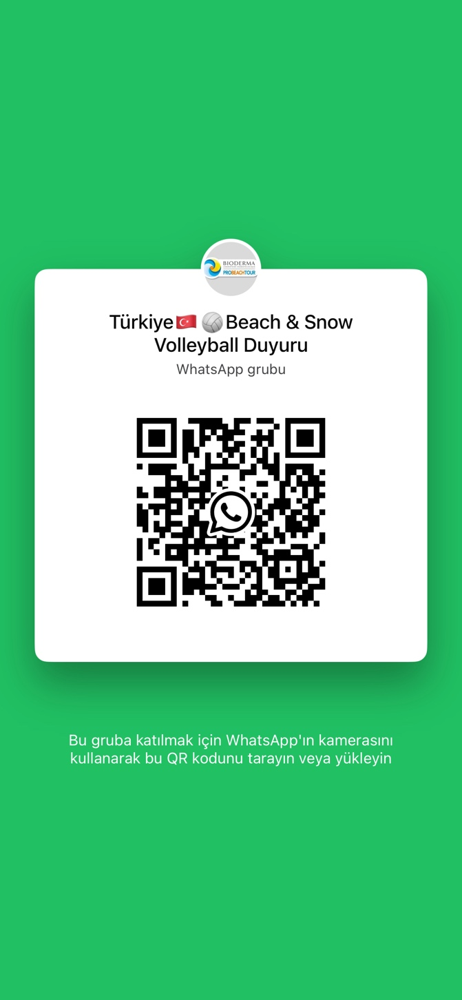 BIODERMA
PROBEACHTOUR
Türkiye🇹🇷 🏐Beach & Snow
Volleyball Duyuru
WhatsApp grubu
Bu gruba katılmak için WhatsApp'ın kamerasını
kullanarak bu QR kodunu tarayın veya yükleyin